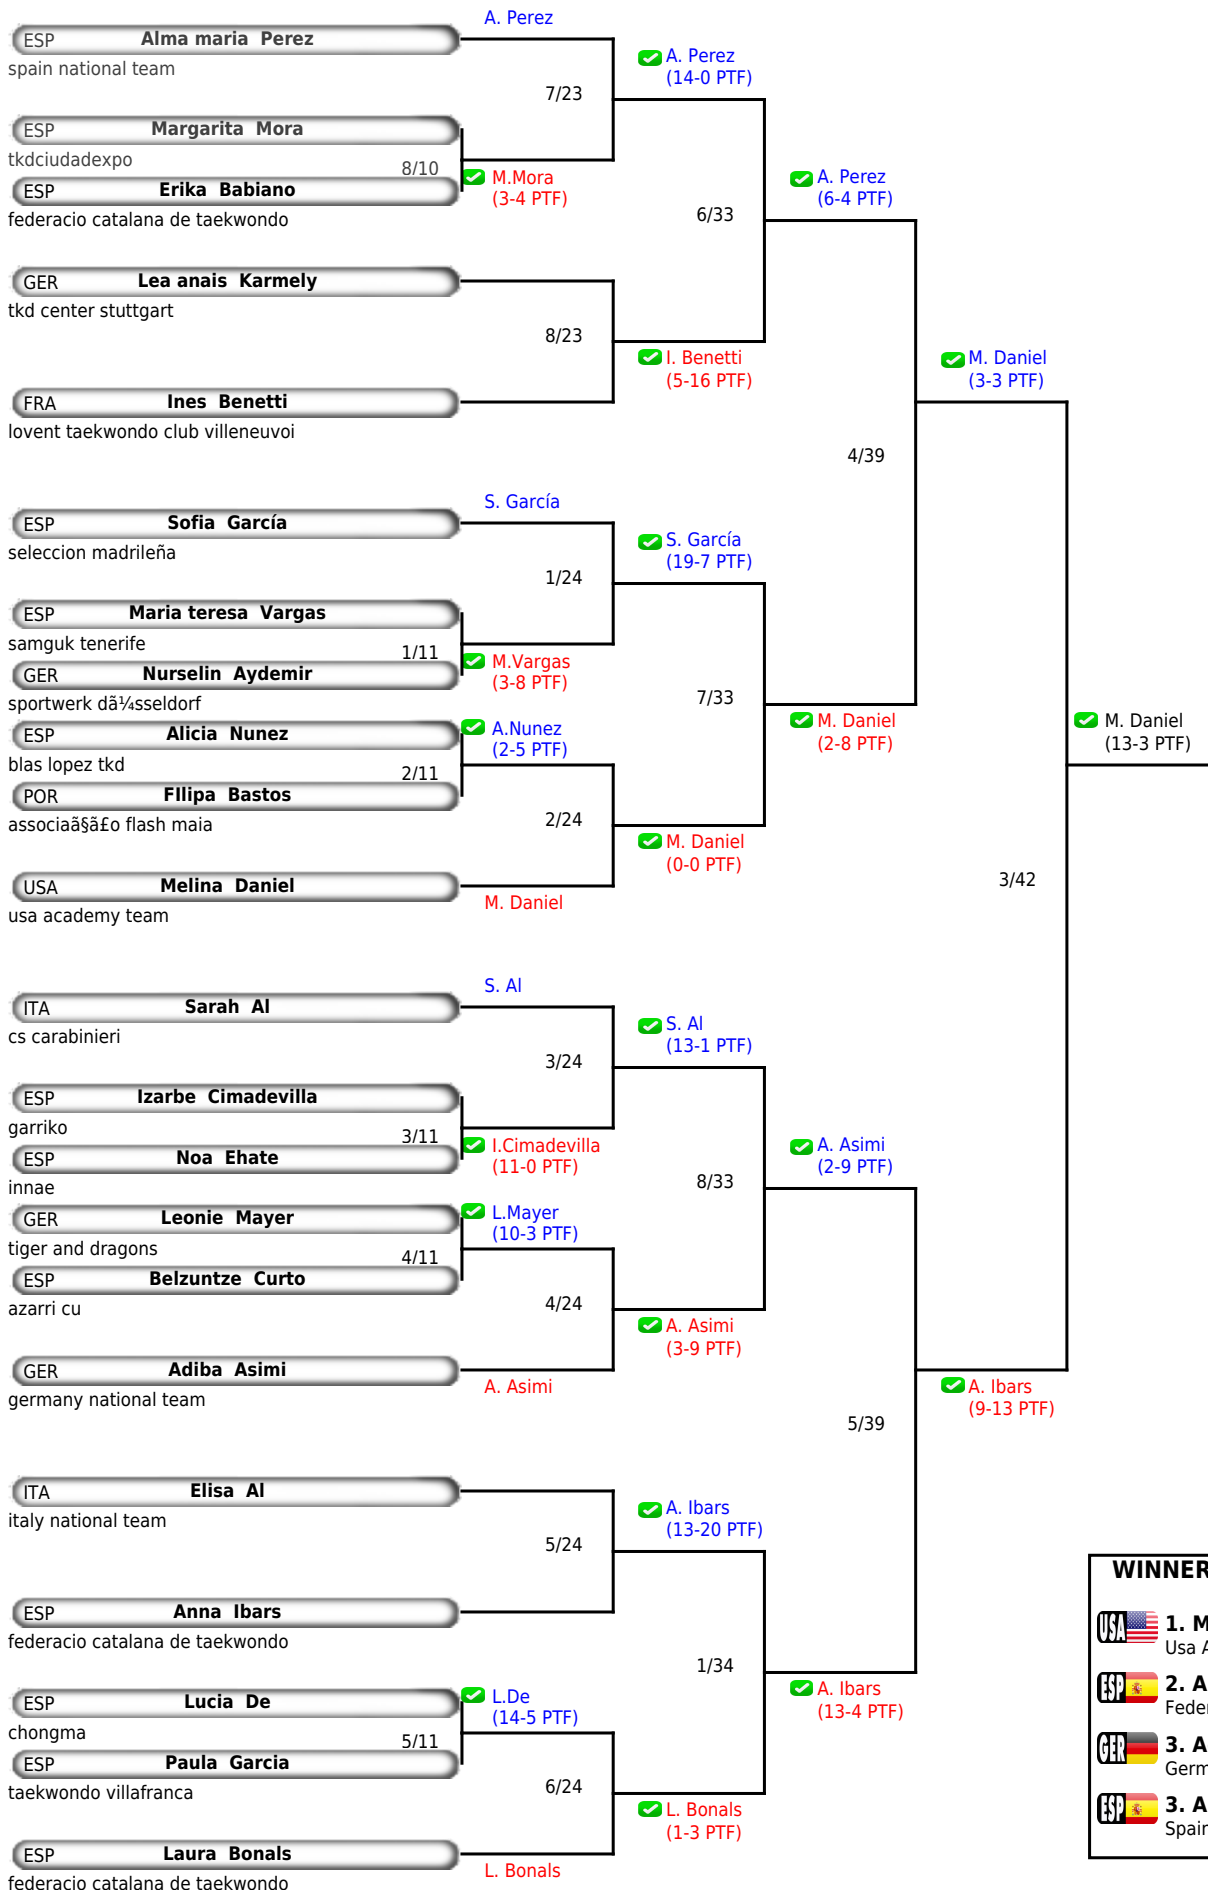 A. Perez
ESP Alma maria Perez
spain national team
A. Perez
(14-0 PTF)
7/23
ESP Margarita Mora
tkdciudadexpo
8/10
M.Mora
(3-4 PTF)
ESP Erika Babiano
federacio catalana de taekwondo
A. Perez
(6-4 PTF)
6/33
GER Lea anais Karmely
tkd center stuttgart
8/23
I. Benetti
(5-16 PTF)
FRA Ines Benetti
lovent taekwondo club villeneuvoi
M. Daniel
(3-3 PTF)
4/39
S. García
ESP Sofia García
seleccion madrileña
S. García
(19-7 PTF)
1/24
ESP Maria teresa Vargas
samguk tenerife
1/11
M.Vargas
(3-8 PTF)
GER Nurselin Aydemir
sportwerk dã¼sseldorf
7/33
M. Daniel
(2-8 PTF)
ESP Alicia Nunez
blas lopez tkd
2/11
A.Nunez
(2-5 PTF)
POR FIlipa Bastos
associaã§ã£o flash maia
2/24
M. Daniel
(0-0 PTF)
USA Melina Daniel
usa academy team
M. Daniel
M. Daniel
(13-3 PTF)
3/42
S. Al
ITA Sarah Al
cs carabinieri
S. Al
(13-1 PTF)
3/24
ESP Izarbe Cimadevilla
garriko
3/11
I.Cimadevilla
(11-0 PTF)
ESP Noa Ehate
innae
A. Asimi
(2-9 PTF)
8/33
GER Leonie Mayer
tiger and dragons
4/11
L.Mayer
(10-3 PTF)
ESP Belzuntze Curto
azarri cu
4/24
A. Asimi
(3-9 PTF)
GER Adiba Asimi
germany national team
A. Asimi
A. Ibars
(9-13 PTF)
5/39
ITA Elisa Al
italy national team
A. Ibars
(13-20 PTF)
5/24
ESP Anna Ibars
federacio catalana de taekwondo
1/34
A. Ibars
(13-4 PTF)
ESP Lucia De
chongma
5/11
L.De
(14-5 PTF)
ESP Paula Garcia
taekwondo villafranca
6/24
L. Bonals
(1-3 PTF)
ESP Laura Bonals
federacio catalana de taekwondo
L. Bonals
WINNER
USA 1. M
Usa A
ESP 2. A
Feder
GER 3. A
Germ
ESP 3. A
Spain